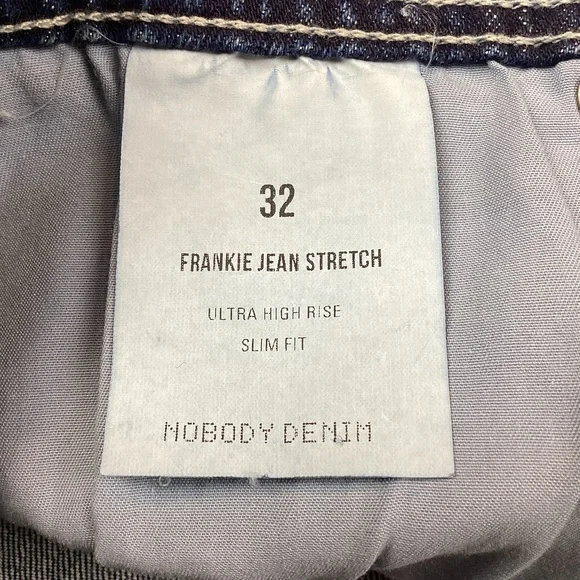 32
FRANKIE JEAN STRETCH
ULTRA HIGH RISE
SLIM FIT
NOBODY DENIM